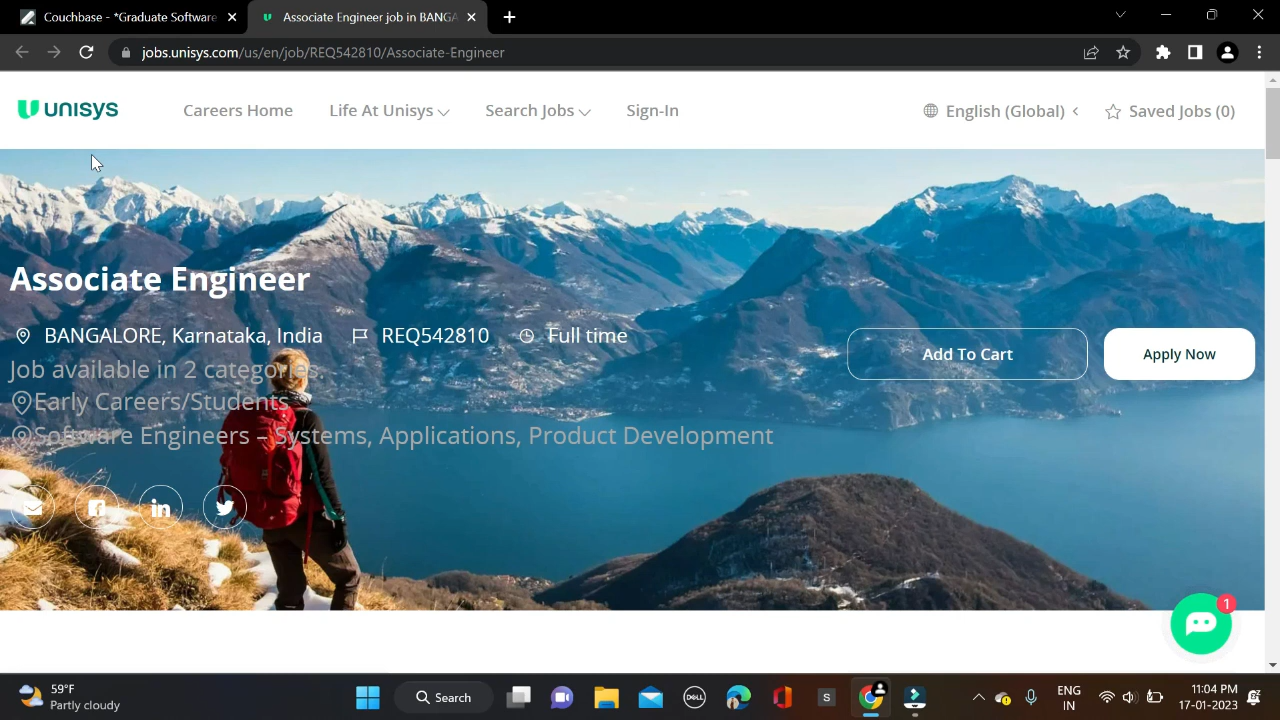 Couchbase - *Graduate Software
Associate Engineer job in BANGA
jobs.unisys.com/us/en/job/REQ542810/Associate-Engineer
UNISYS
Careers Home
Life At Unisys
Search Jobs
Sign-In
English (Global)
Saved Jobs (0)
Associate Engineer
BANGALORE, Karnataka, India
REQ542810
Full time
Add To Cart
Apply Now
Job available in 2 categories.
Early Careers/Students
Software Engineers – Systems, Applications, Product Development
in
1
59°F
Partly cloudy
Search
DELL
S
ENG
IN
11:04 PM
17-01-2023